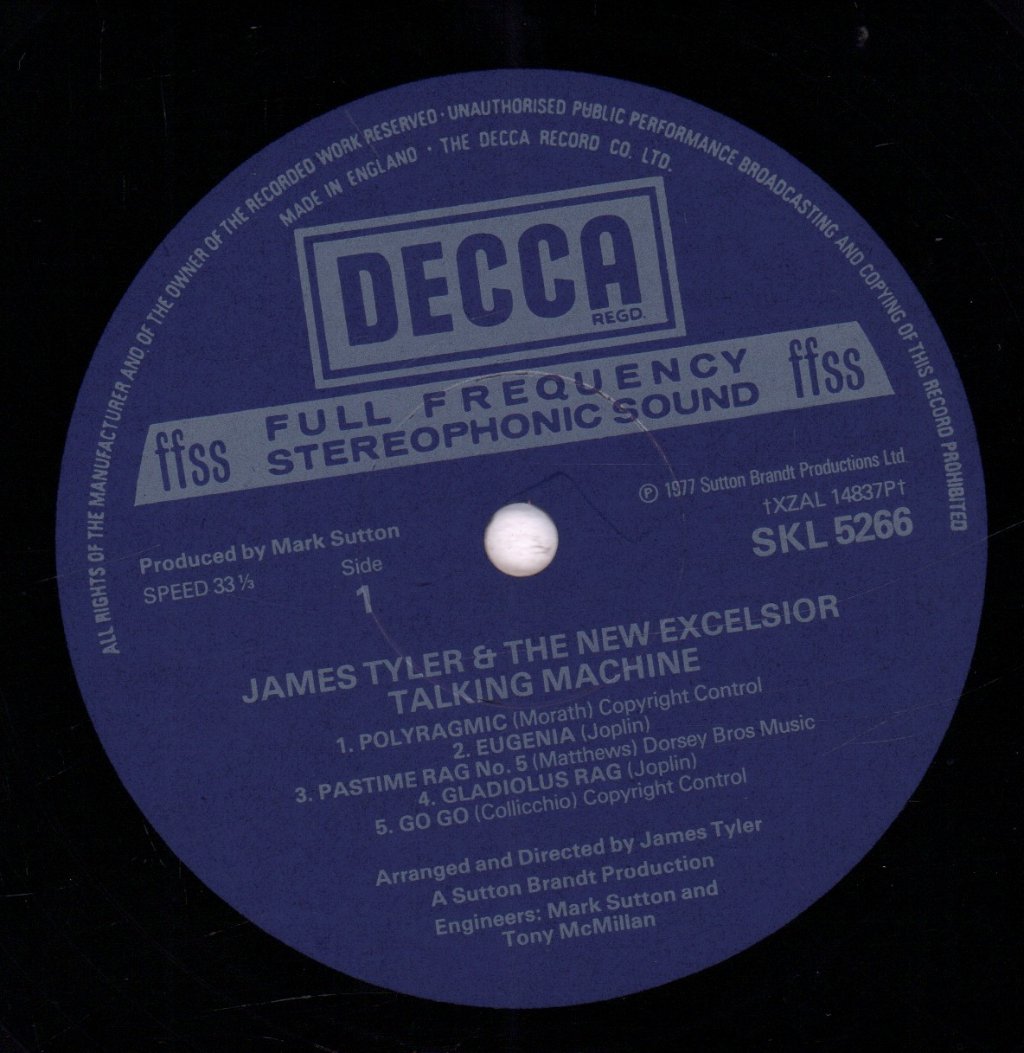 ALL RIGHTS OF THE MANUFACTURER AND OF THE OWNER OF THE RECORDED WORK RESERVED · UNAUTHORISED PUBLIC PERFORMANCE BROADCASTING AND COPYING OF THIS RECORD PROHIBITED
MADE IN ENGLAND · THE DECCA RECORD CO. LTD.
DECCA
REGD.
ffss FULL FREQUENCY ffss
STEREOPHONIC SOUND
Ⓟ 1977 Sutton Brandt Productions Ltd
†XZAL 14837P†
SKL 5266
Produced by Mark Sutton
SPEED 33⅓
Side
1
JAMES TYLER & THE NEW EXCELSIOR
TALKING MACHINE
1. POLYRAGMIC (Morath) Copyright Control
2. EUGENIA (Joplin)
3. PASTIME RAG No. 5 (Matthews) Dorsey Bros Music
4. GLADIOLUS RAG (Joplin)
5. GO GO (Collicchio) Copyright Control
Arranged and Directed by James Tyler
A Sutton Brandt Production
Engineers: Mark Sutton and
Tony McMillan